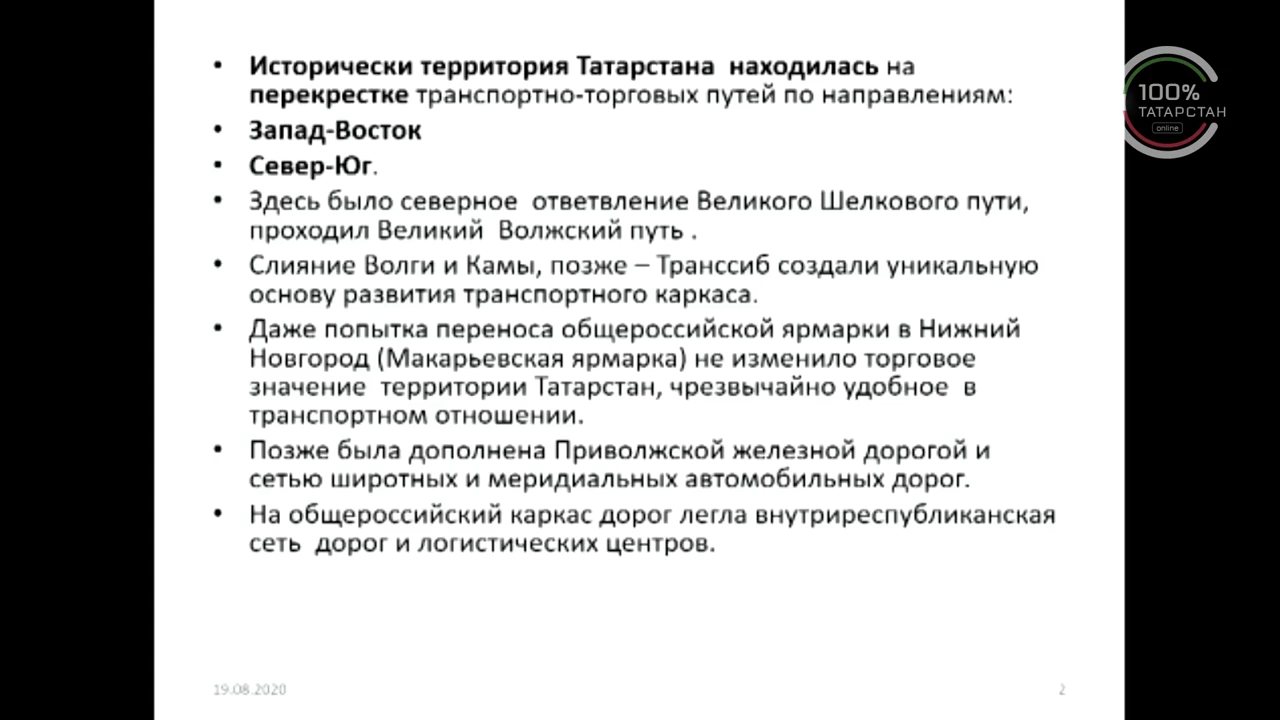 • Исторически территория Татарстана находилась на
перекрестке транспортно-торговых путей по направлениям:
• Запад-Восток
• Север-Юг.
• Здесь было северное ответвление Великого Шелкового пути,
проходил Великий Волжский путь .
• Слияние Волги и Камы, позже – Транссиб создали уникальную
основу развития транспортного каркаса.
• Даже попытка переноса общероссийской ярмарки в Нижний
Новгород (Макарьевская ярмарка) не изменило торговое
значение территории Татарстан, чрезвычайно удобное в
транспортном отношении.
• Позже была дополнена Приволжской железной дорогой и
сетью широтных и меридиальных автомобильных дорог.
• На общероссийский каркас дорог легла внутриреспубликанская
сеть дорог и логистических центров.
19.08.2020
2
100%
ТАТАРСТАН
online